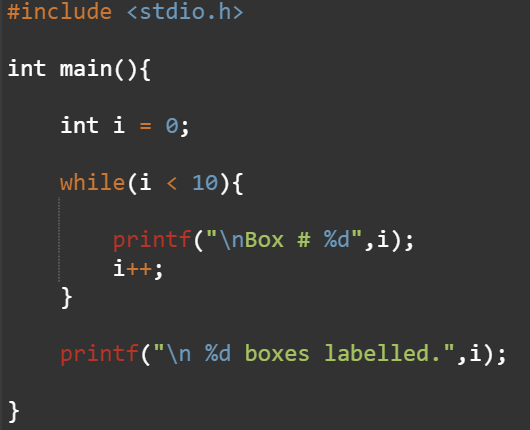 #include <stdio.h>
int main(){
int i = 0;
while(i < 10){
printf("\nBox # %d",i);
i++;
}
printf("\n %d boxes labelled.",i);
}